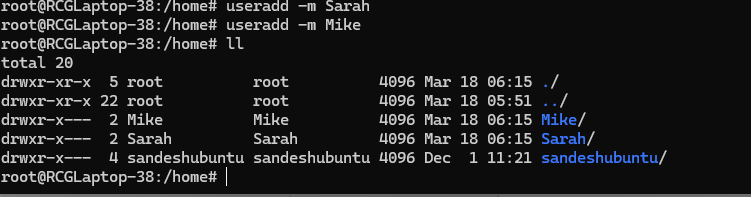 root@RCGLaptop-38:/home# useradd -m Sarah
root@RCGLaptop-38:/home# useradd -m Mike
root@RCGLaptop-38:/home# ll
total 20
drwxr-xr-x  5 root         root         4096 Mar 18 06:15 ./
drwxr-xr-x 22 root         root         4096 Mar 18 05:51 ../
drwxr-x---  2 Mike         Mike         4096 Mar 18 06:15 Mike/
drwxr-x---  2 Sarah        Sarah        4096 Mar 18 06:15 Sarah/
drwxr-x---  4 sandeshubuntu sandeshubuntu 4096 Dec  1 11:21 sandeshubuntu/
root@RCGLaptop-38:/home#